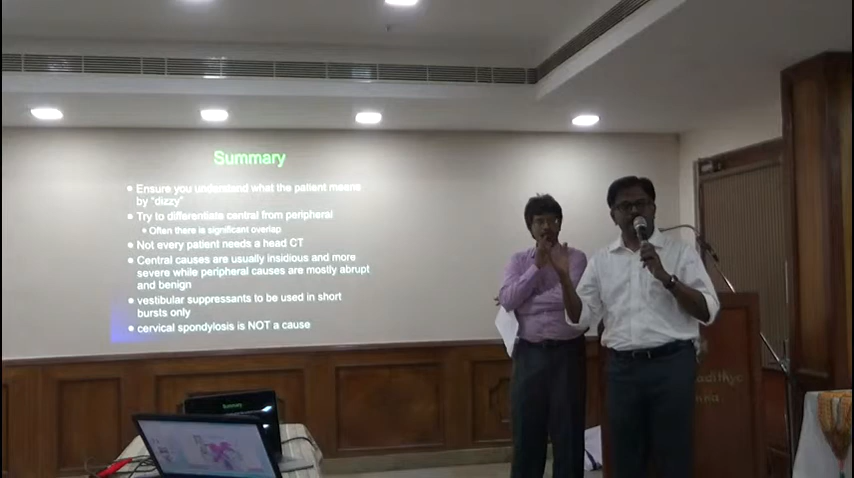 Summary
• Ensure you understand what the patient means
by "dizzy"
• Try to differentiate central from peripheral
• Often there is significant overlap
• Not every patient needs a head CT
• Central causes are usually insidious and more
severe while peripheral causes are mostly abrupt
and benign
• vestibular suppressants to be used in short
bursts only
• cervical spondylosis is NOT a cause
Summary